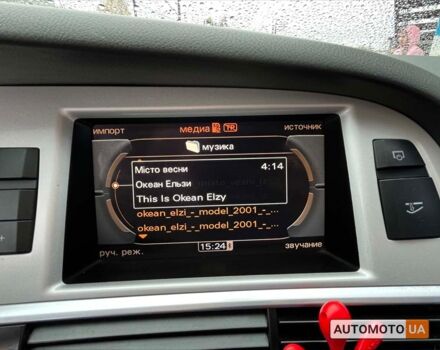 импорт медиа TP источник
музика
Місто весни 4:14
Океан Ельзи
This Is Okean Elzy
okean_elzi_-_model_2001_-_...
okean_elzi_-_model_2001_-_...
руч. реж. 15:24 звучание
AUTOMOTO.UA